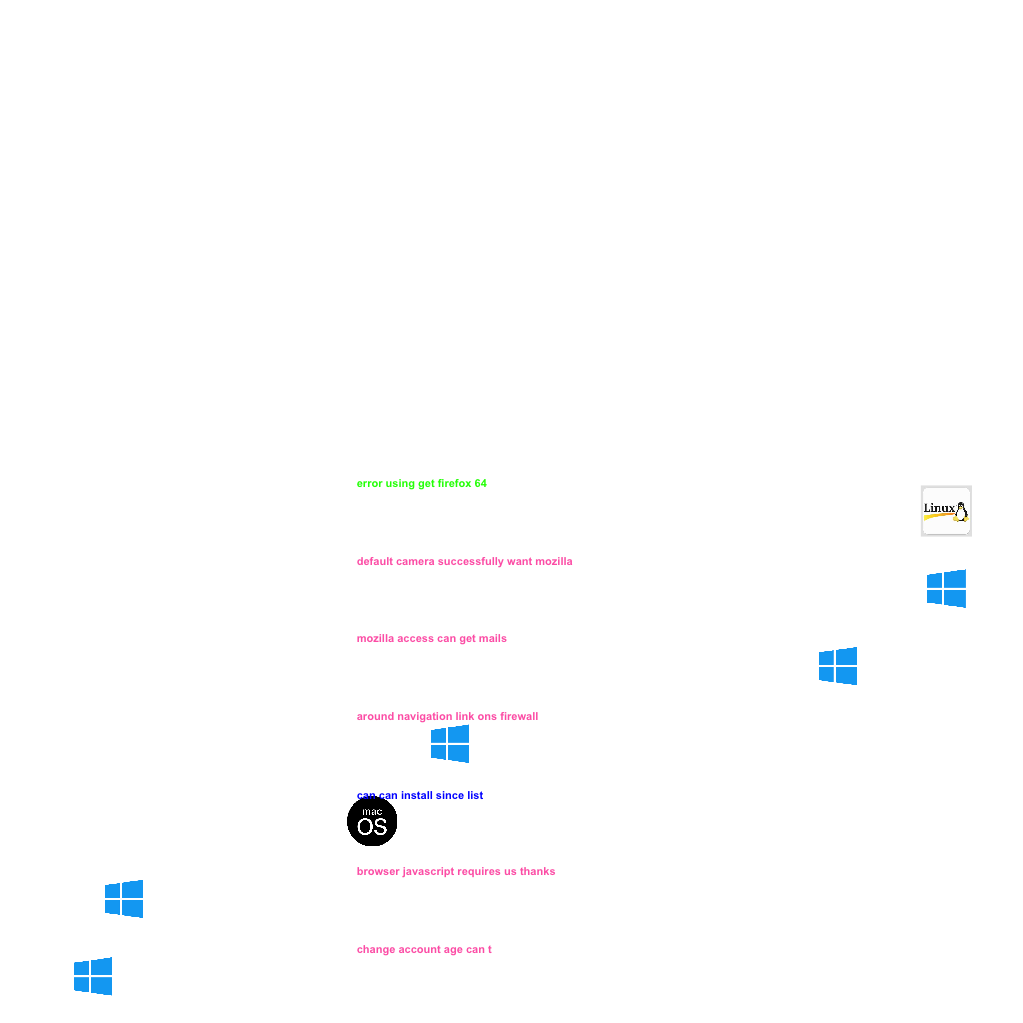 error using get firefox 64
Linux
default camera successfully want mozilla
mozilla access can get mails
around navigation link ons firewall
can can install since list
mac
OS
browser javascript requires us thanks
change account age can t